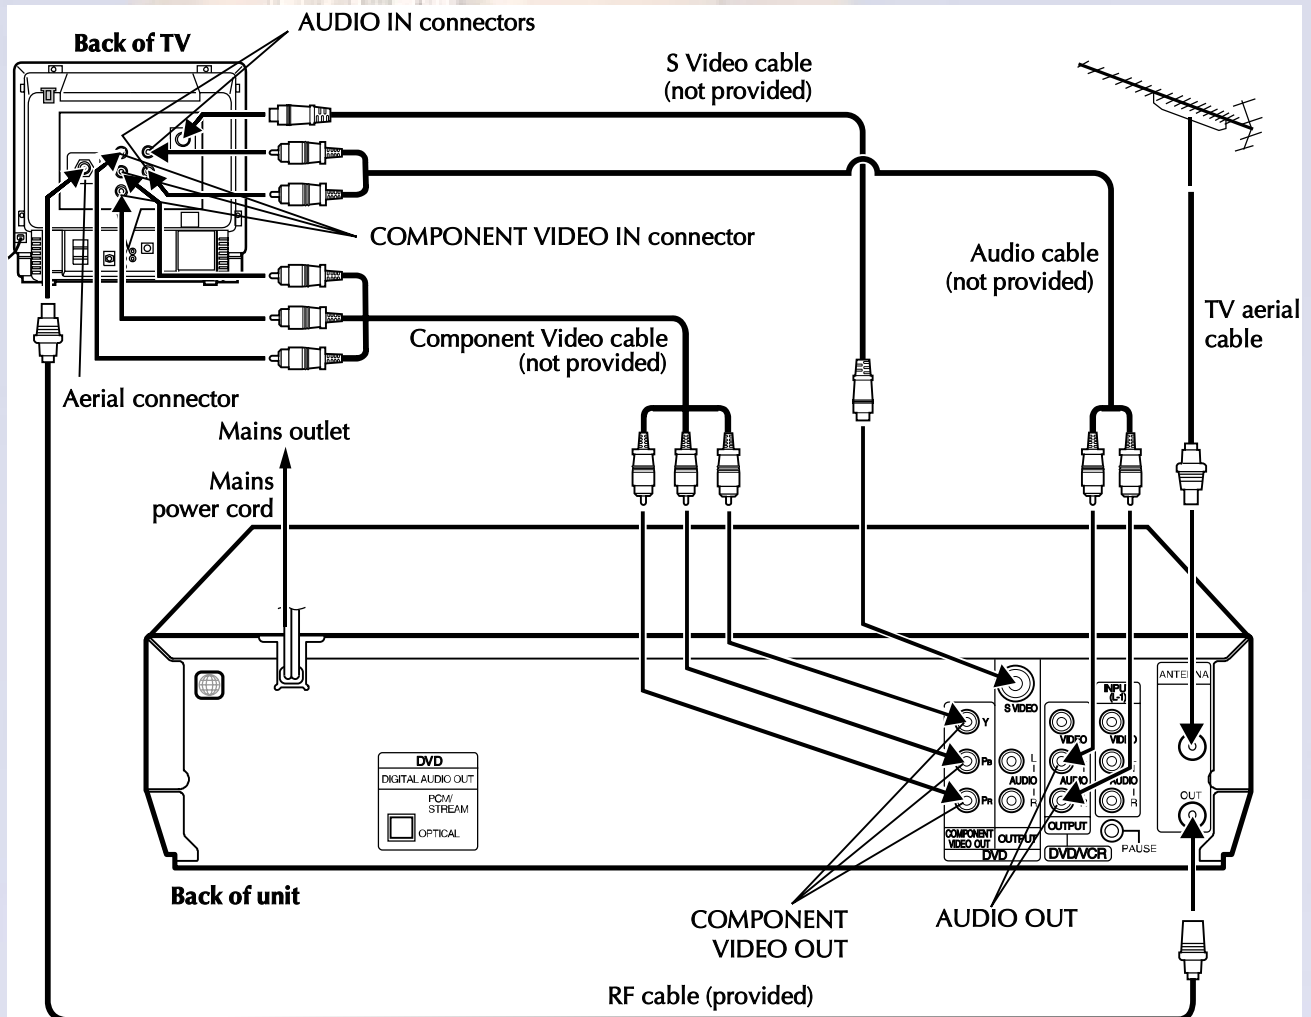 AUDIO IN connectors
Back of TV
S Video cable
(not provided)
COMPONENT VIDEO IN connector
Audio cable
(not provided)
TV aerial
cable
Component Video cable
(not provided)
Aerial connector
Mains outlet
Mains
power cord
ANTENNA
INPUT
(L-1)
S VIDEO
Y
VIDEO
VIDEO
PB
L
AUDIO
AUDIO
AUDIO
PR
R
R
OUT
DVD
DIGITAL AUDIO OUT
PCM/
STREAM
OPTICAL
COMPONENT
VIDEO OUT
OUTPUT
OUTPUT
DVD
DVD/VCR
PAUSE
Back of unit
COMPONENT
VIDEO OUT
AUDIO OUT
RF cable (provided)